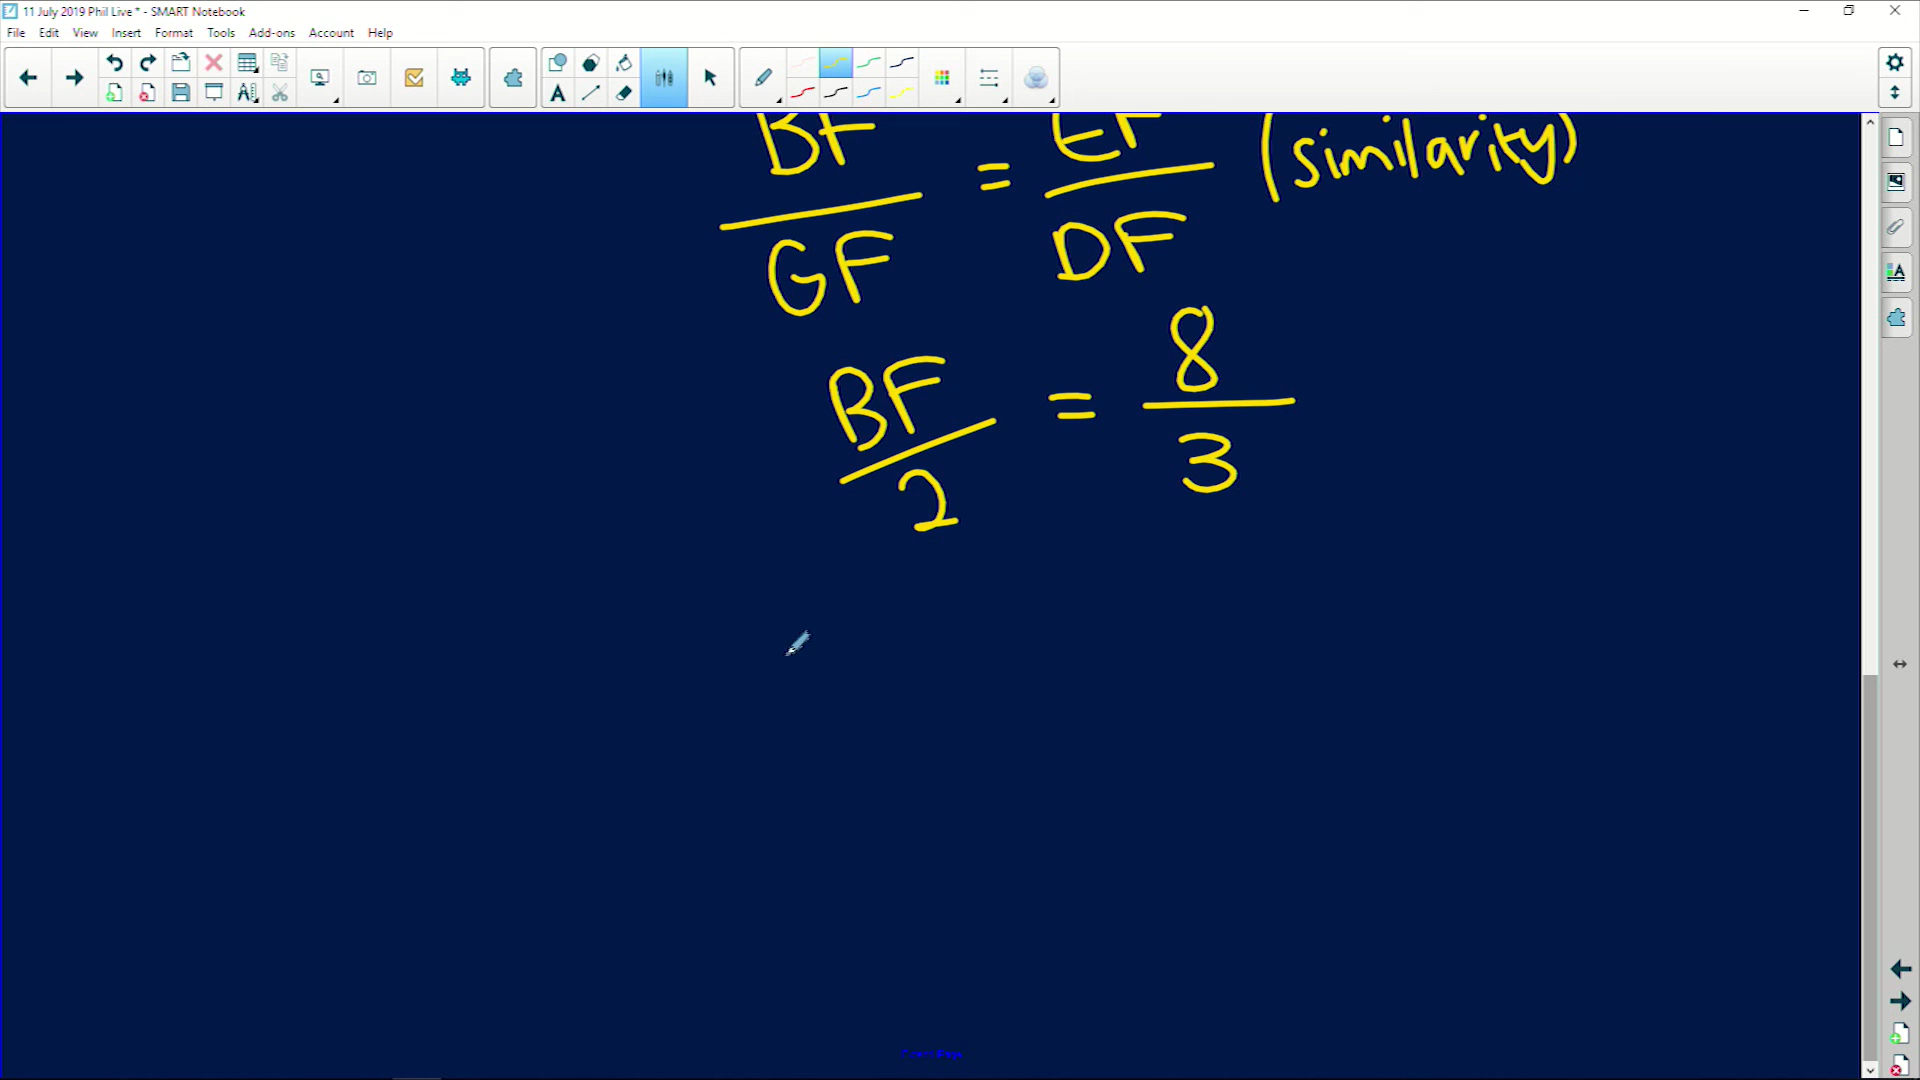 11 July 2019 Phil Live * - SMART Notebook
File Edit View Insert Format Tools Add-ons Account Help
BF = EF (similarity)
GF DF
BF = 8
2 3